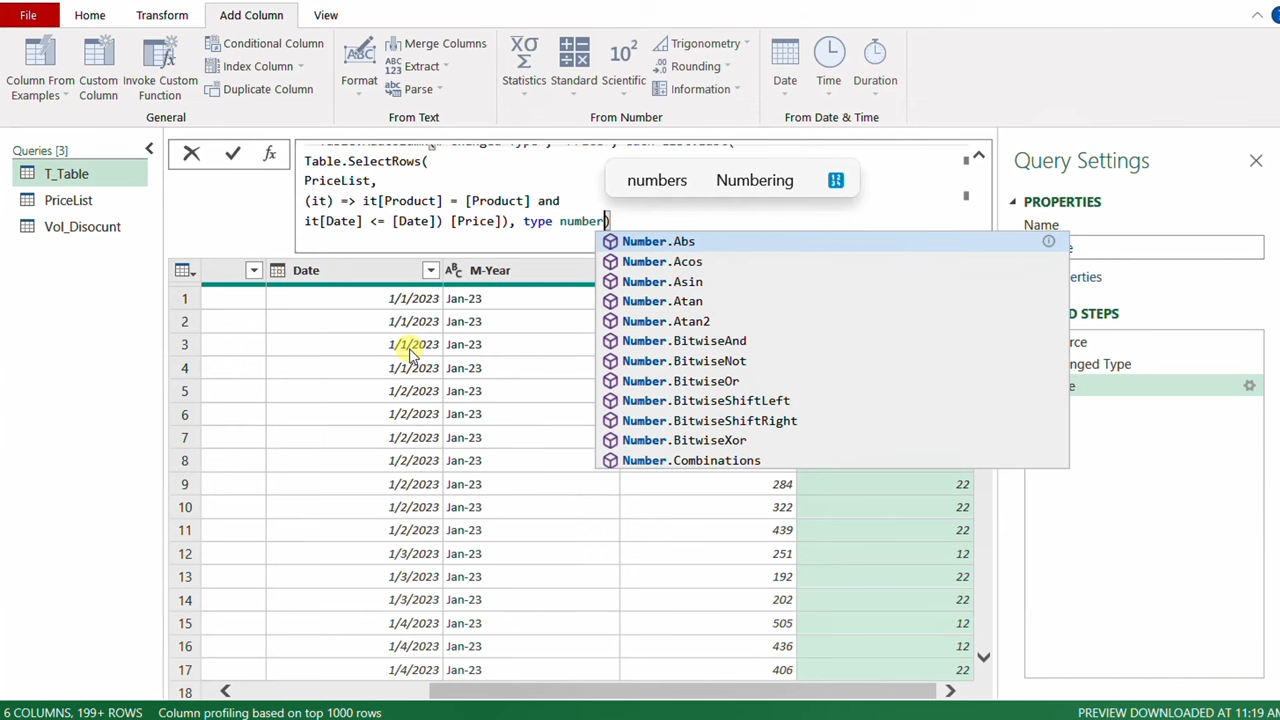 File
Home
Transform
Add Column
View
Column From
Examples
Custom
Column
Invoke Custom
Function
Conditional Column
Index Column
Duplicate Column
General
Format
Merge Columns
Extract
Parse
From Text
Statistics
Standard
Scientific
Trigonometry
Rounding
Information
From Number
Date
Time
Duration
From Date & Time
Queries [3]
T_Table
PriceList
Vol_Disocunt
Table.SelectRows(
PriceList,
(it) => it[Product] = [Product] and
it[Date] <= [Date]) [Price]), type number)
numbers
Numbering
Number.Abs
Number.Acos
Number.Asin
Number.Atan
Number.Atan2
Number.BitwiseAnd
Number.BitwiseNot
Number.BitwiseOr
Number.BitwiseShiftLeft
Number.BitwiseShiftRight
Number.BitwiseXor
Number.Combinations
Date
M-Year
1 1/1/2023 Jan-23
2 1/1/2023 Jan-23
3 1/1/2023 Jan-23
4 1/1/2023 Jan-23
5 1/2/2023 Jan-23
6 1/2/2023 Jan-23
7 1/2/2023 Jan-23
8 1/2/2023 Jan-23
9 1/2/2023 Jan-23 284 22
10 1/2/2023 Jan-23 322 22
11 1/2/2023 Jan-23 439 22
12 1/3/2023 Jan-23 251 12
13 1/3/2023 Jan-23 192 22
14 1/3/2023 Jan-23 202 22
15 1/4/2023 Jan-23 505 12
16 1/4/2023 Jan-23 436 12
17 1/4/2023 Jan-23 406 22
18
Query Settings
PROPERTIES
Name
6 COLUMNS, 199+ ROWS
Column profiling based on top 1000 rows
PREVIEW DOWNLOADED AT 11:19 AM